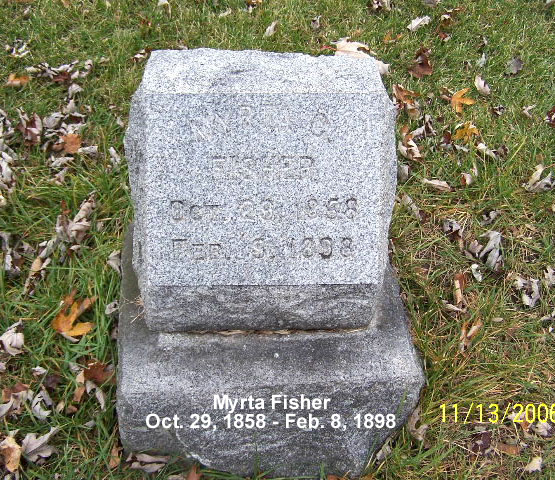 FISHER
OCT. 29, 1858
FEB. 8, 1898
Myrta Fisher
Oct. 29, 1858 - Feb. 8, 1898
11/13/2006